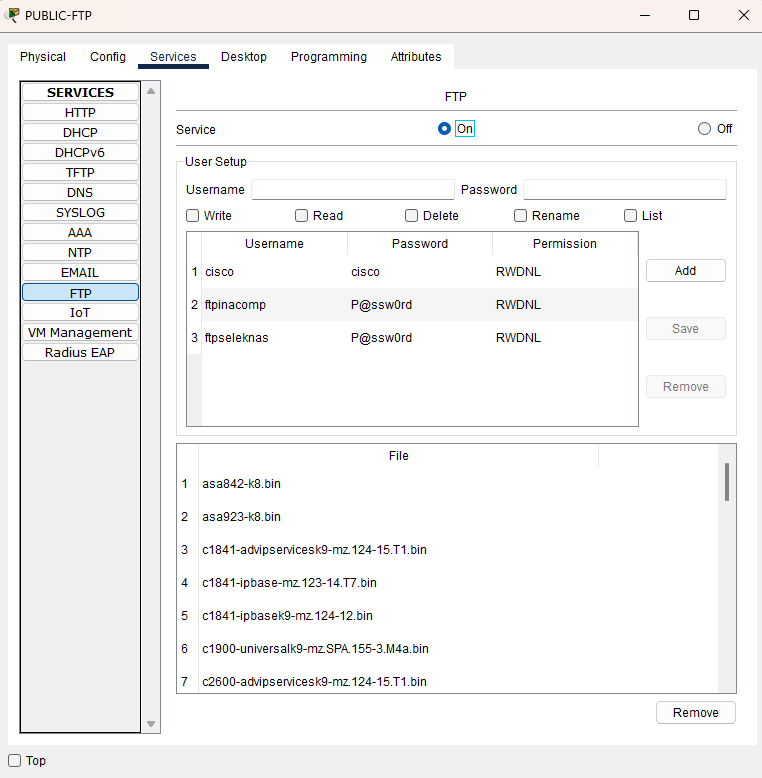 PUBLIC-FTP
Physical Config Services Desktop Programming Attributes
SERVICES
HTTP
DHCP
DHCPv6
TFTP
DNS
SYSLOG
AAA
NTP
EMAIL
FTP
IoT
VM Management
Radius EAP
FTP
Service On Off
User Setup
Username Password
Write Read Delete Rename List
Username Password Permission
1 cisco cisco RWDNL
2 ftpinacomp P@ssw0rd RWDNL
3 ftpseleknas P@ssw0rd RWDNL
Add
Save
Remove
File
1 asa842-k8.bin
2 asa923-k8.bin
3 c1841-advipservicesk9-mz.124-15.T1.bin
4 c1841-ipbase-mz.123-14.T7.bin
5 c1841-ipbasek9-mz.124-12.bin
6 c1900-universalk9-mz.SPA.155-3.M4a.bin
7 c2600-advipservicesk9-mz.124-15.T1.bin
Remove
Top